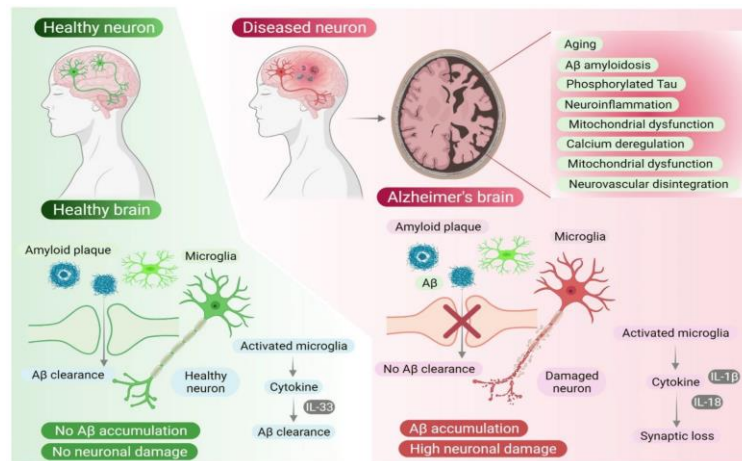 Healthy neuron
Diseased neuron
Aging
Aβ amyloidosis
Phosphorylated Tau
Neuroinflammation
Mitochondrial dysfunction
Calcium deregulation
Mitochondrial dysfunction
Neurovascular disintegration
Healthy brain
Amyloid plaque
Microglia
Aβ clearance
Healthy
neuron
Activated microglia
Cytokine
IL-33
Aβ clearance
No Aβ accumulation
No neuronal damage
Alzheimer's brain
Amyloid plaque
Microglia
Aβ
No Aβ clearance
Damaged
neuron
Activated microglia
Cytokine
IL-1β
IL-18
Synaptic loss
Aβ accumulation
High neuronal damage